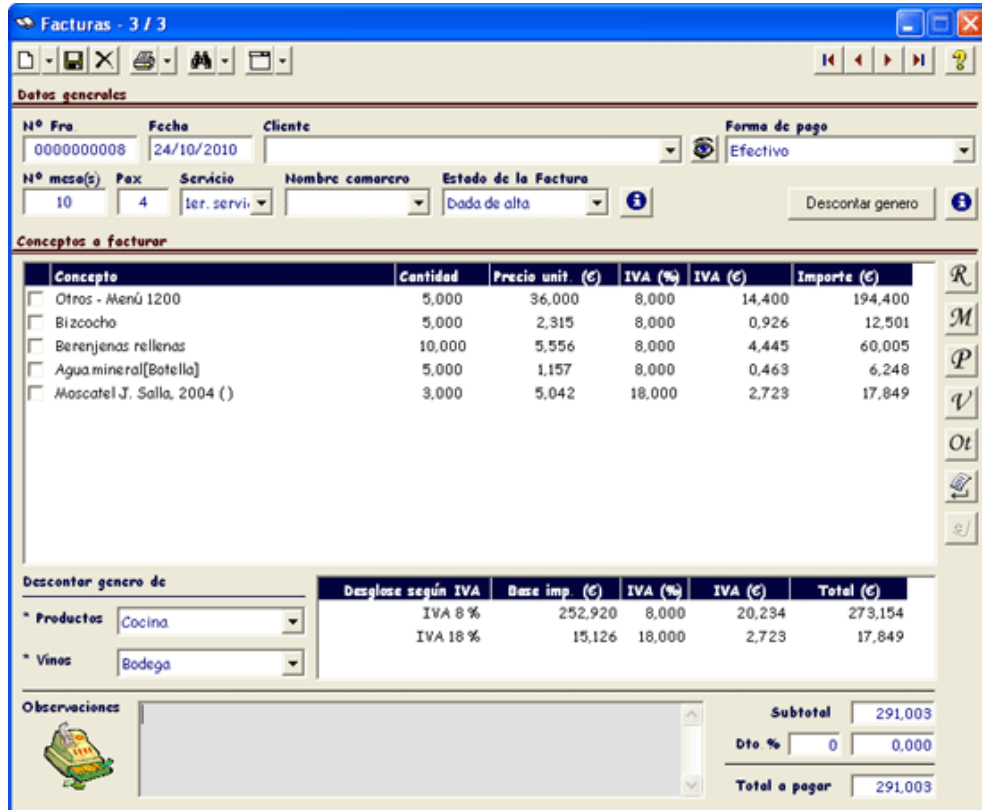 Facturas - 3 / 3
Datos generales
Nº Fra. Fecha Cliente Forma de pago
0000000008 24/10/2010 Efectivo
Nº mesa(s) Pax Servicio Nombre camarero Estado de la Factura
10 4 1er. servi Dada de alta Descontar genero
Conceptos a facturar
Concepto Cantidad Precio unit. (€) IVA (%) IVA (€) Importe (€)
Otros - Menú 1200 5,000 36,000 8,000 14,400 194,400
Bizcocho 5,000 2,315 8,000 0,926 12,501
Berenjenas rellenas 10,000 5,556 8,000 4,445 60,005
Agua mineral[Botella] 5,000 1,157 8,000 0,463 6,248
Moscatel J. Salla, 2004 () 3,000 5,042 18,000 2,723 17,849
R
M
P
V
Ot
Descontar genero de
Desglose según IVA Base imp. (€) IVA (%) IVA (€) Total (€)
IVA 8 % 252,920 8,000 20,234 273,154
IVA 18 % 15,126 18,000 2,723 17,849
* Productos Cocina
* Vinos Bodega
Observaciones
Subtotal 291,003
Dto % 0 0,000
Total a pagar 291,003